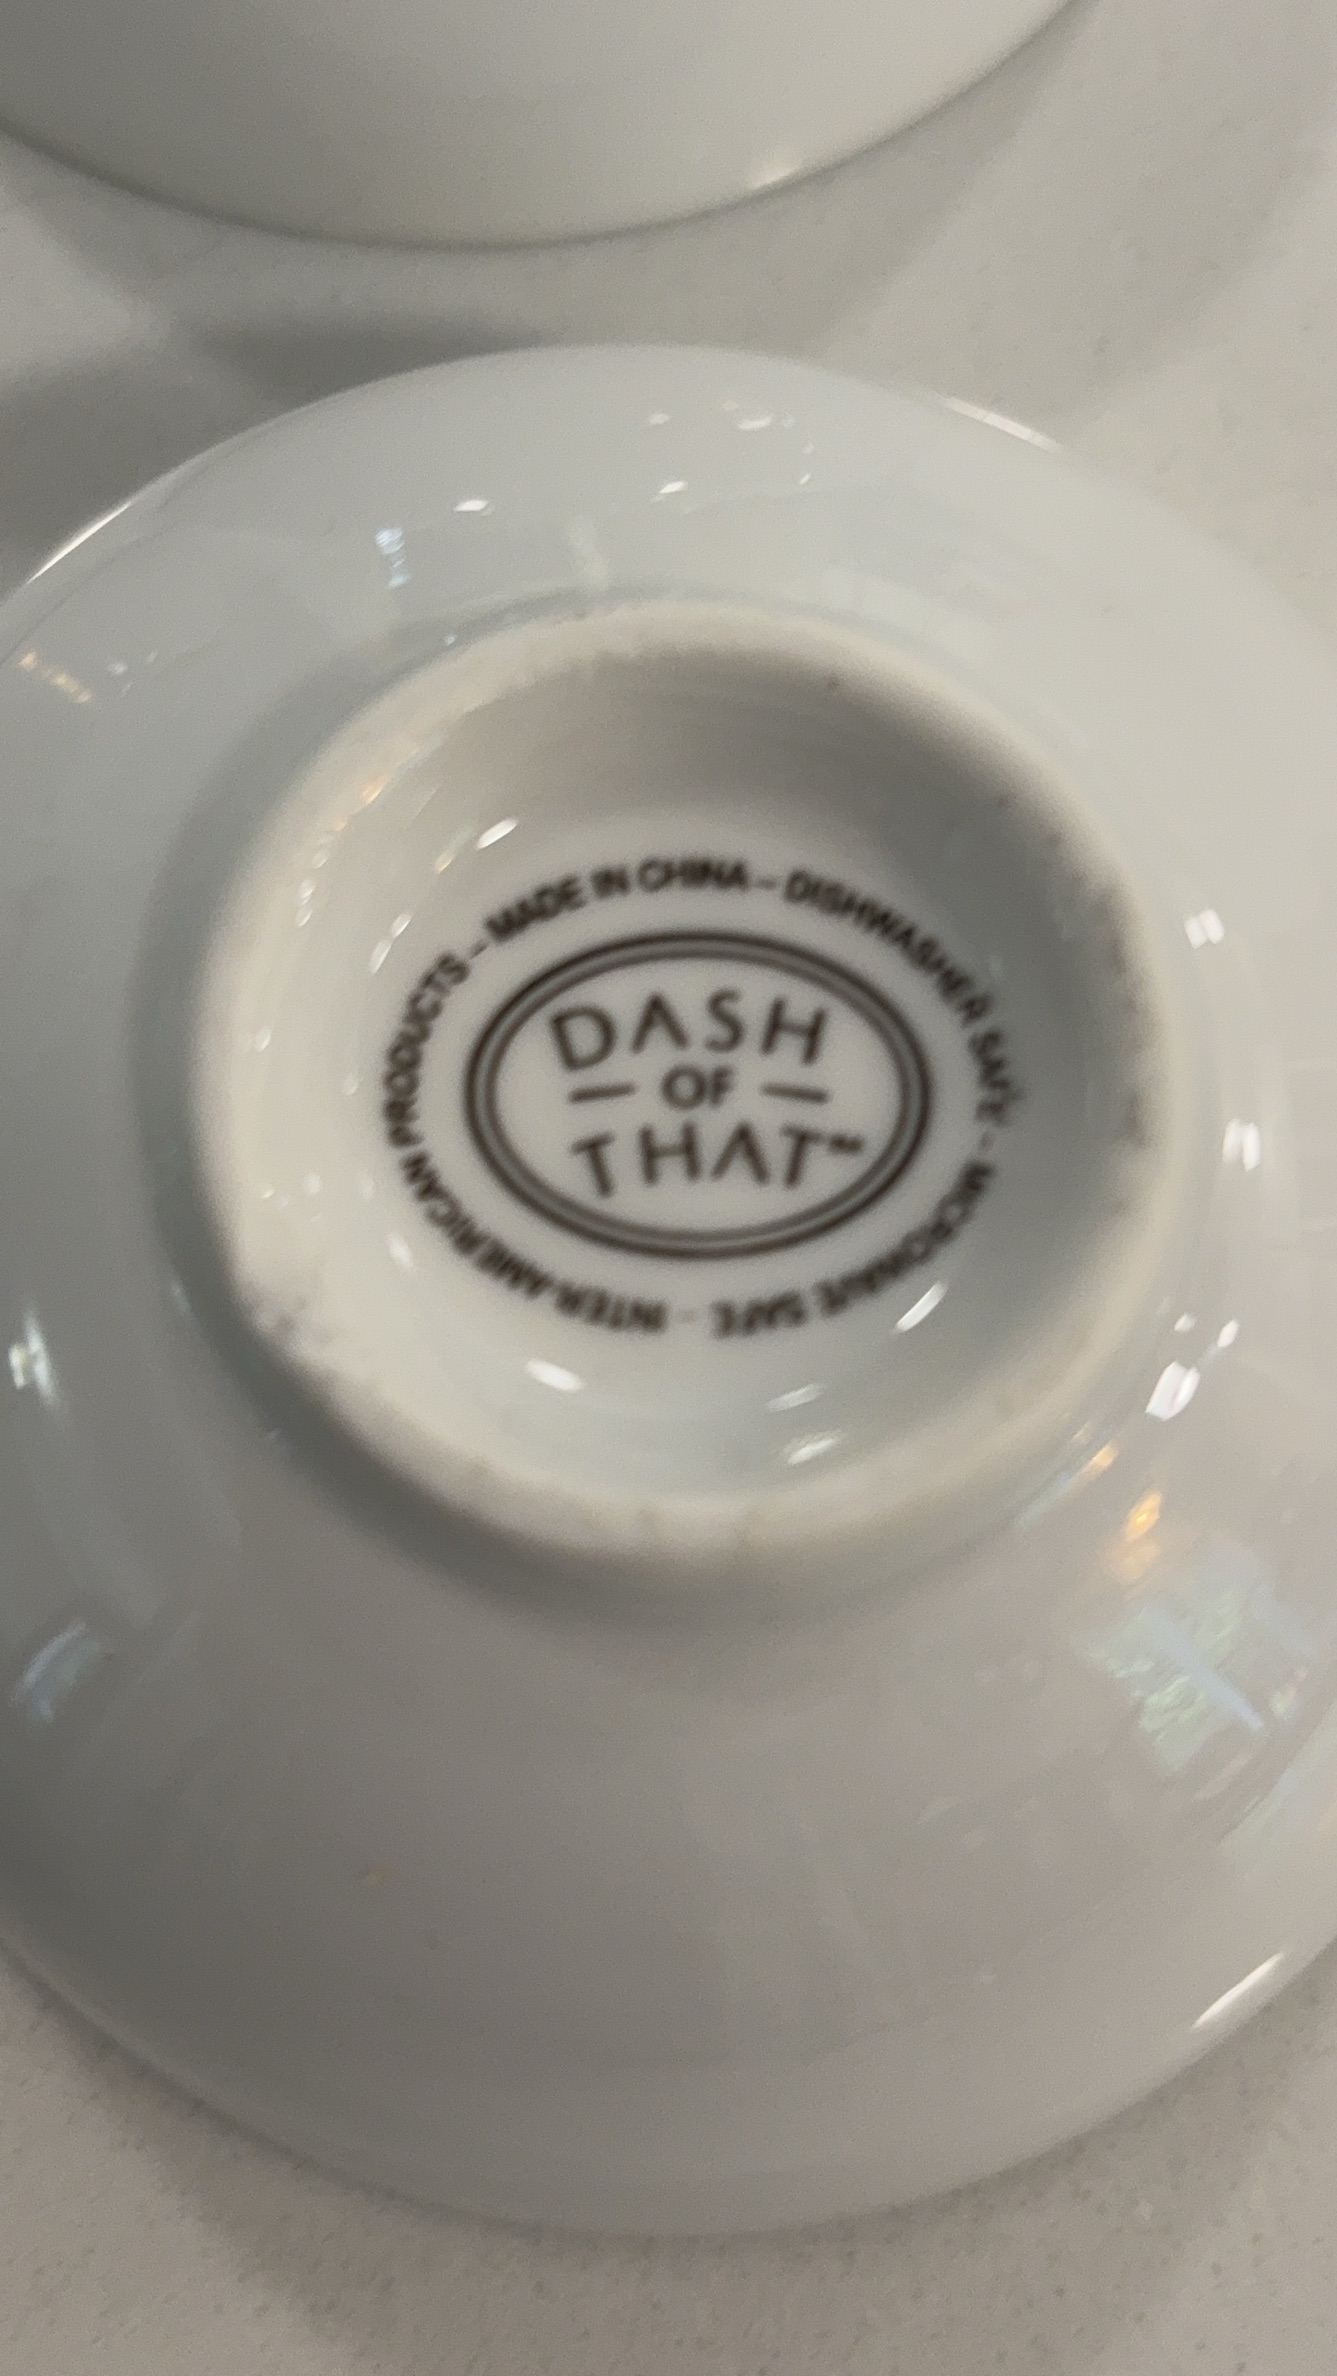 DASH
— OF —
THAT™
INTER-AMERICAN PRODUCTS – MADE IN CHINA – DISHWASHER SAFE – MICROWAVE SAFE –